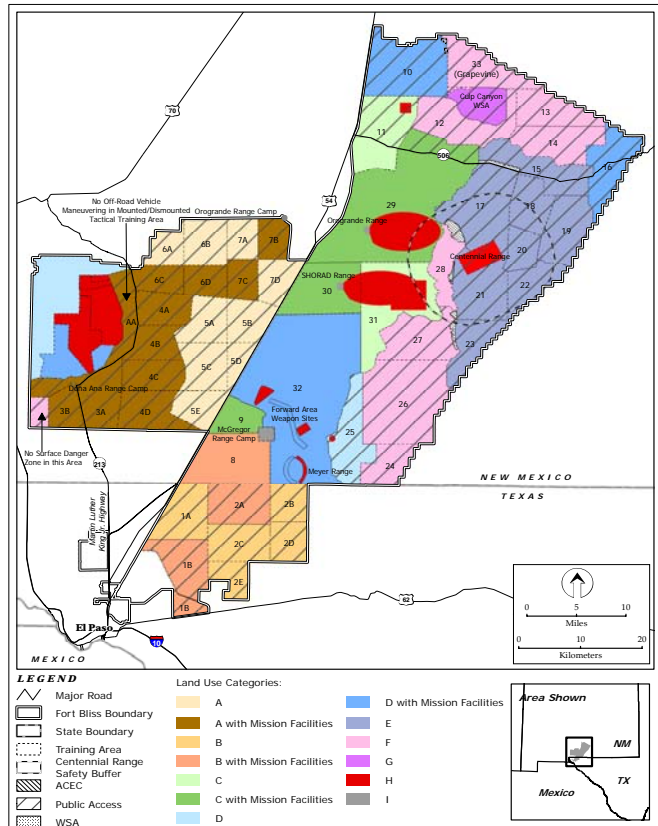 33
(Grapevine)
10
Culp Canyon
WSA
70
13
11
12
14
506
54
15
16
No Off-Road Vehicle
Maneuvering in Mounted/Dismounted
Tactical Training Area
Orogrande Range Camp
29
17
18
6A
6B
7A
7B
Orogrande Range
19
20
Centennial Range
28
SHORAD Range
6C
6D
7C
7D
30
22
21
AA
4A
5A
5B
31
4B
27
23
5D
4C
5C
32
Dona Ana Range Camp
26
3B
3A
4D
5E
9
Forward Area
Weapon Sites
25
McGregor
Range Camp
No Surface Danger
Zone in this Area
213
8
Meyer Range
24
NEW MEXICO
TEXAS
Martin Luther
King Jr. Highway
1A
2A
2B
2C
2D
1B
2E
1B
62
El Paso
10
MEXICO
0 5 10
Miles
0 10 20
Kilometers
LEGEND
Major Road
Fort Bliss Boundary
State Boundary
Training Area
Centennial Range
Safety Buffer
ACEC
Public Access
WSA
Land Use Categories:
A
A with Mission Facilities
B
B with Mission Facilities
C
C with Mission Facilities
D
D with Mission Facilities
E
F
G
H
I
Area Shown
NM
TX
Mexico